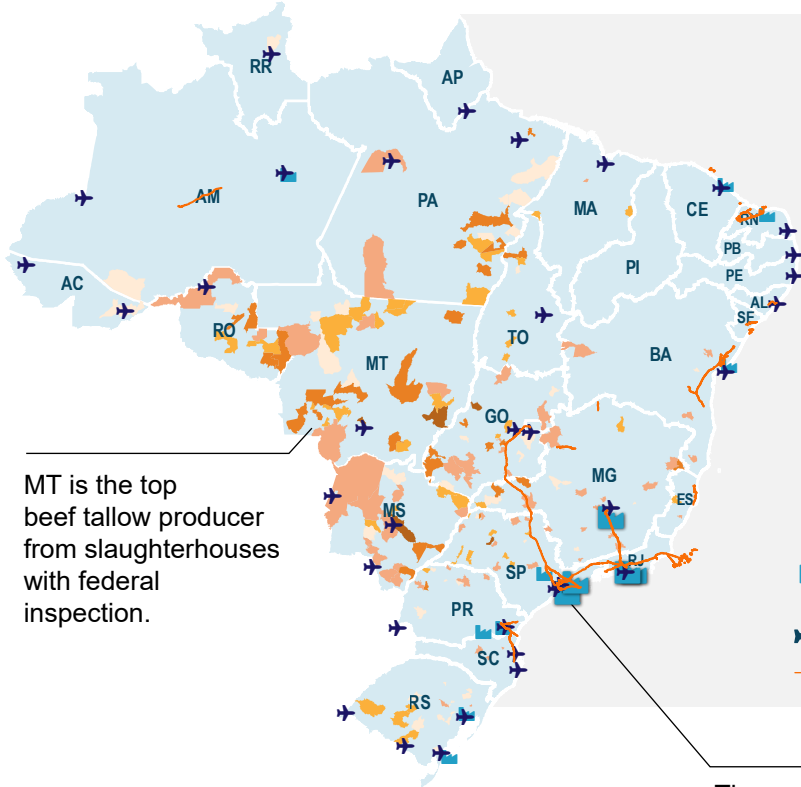 RR
AP
AM
PA
MA
CE
RN
PB
PE
AL
SE
PI
AC
RO
TO
BA
MT
GO
MG
ES
MS
SP
RJ
PR
SC
RS
MT is the top
beef tallow producer
from slaughterhouses
with federal
inspection.